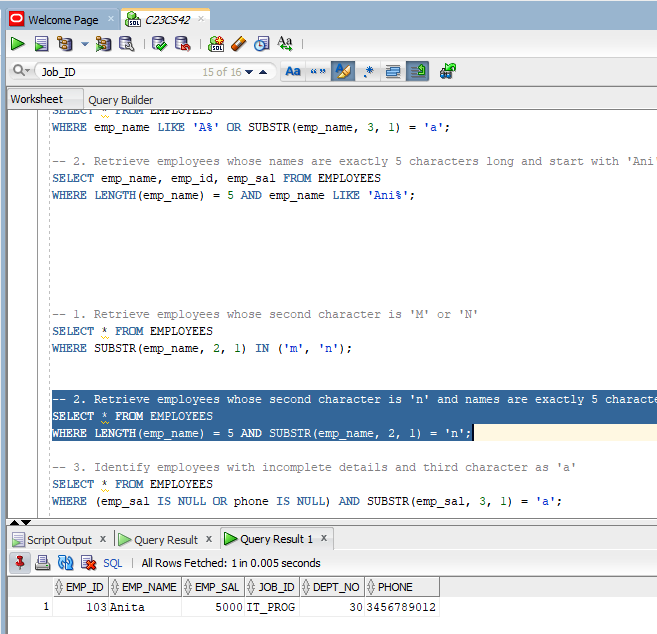 Welcome Page × C23CS42 ×
SQL Aa
Job_ID 15 of 16 Aa “” .*
Worksheet Query Builder
SELECT * FROM EMPLOYEES
WHERE emp_name LIKE 'A%' OR SUBSTR(emp_name, 3, 1) = 'a';
-- 2. Retrieve employees whose names are exactly 5 characters long and start with 'Ani'
SELECT emp_name, emp_id, emp_sal FROM EMPLOYEES
WHERE LENGTH(emp_name) = 5 AND emp_name LIKE 'Ani%';
-- 1. Retrieve employees whose second character is 'M' or 'N'
SELECT * FROM EMPLOYEES
WHERE SUBSTR(emp_name, 2, 1) IN ('m', 'n');
-- 2. Retrieve employees whose second character is 'n' and names are exactly 5 characte
SELECT * FROM EMPLOYEES
WHERE LENGTH(emp_name) = 5 AND SUBSTR(emp_name, 2, 1) = 'n';
-- 3. Identify employees with incomplete details and third character as 'a'
SELECT * FROM EMPLOYEES
WHERE (emp_sal IS NULL OR phone IS NULL) AND SUBSTR(emp_sal, 3, 1) = 'a';
Script Output × Query Result × Query Result 1 ×
SQL | All Rows Fetched: 1 in 0.005 seconds
EMP_ID EMP_NAME EMP_SAL JOB_ID DEPT_NO PHONE
1 103 Anita 5000 IT_PROG 30 3456789012